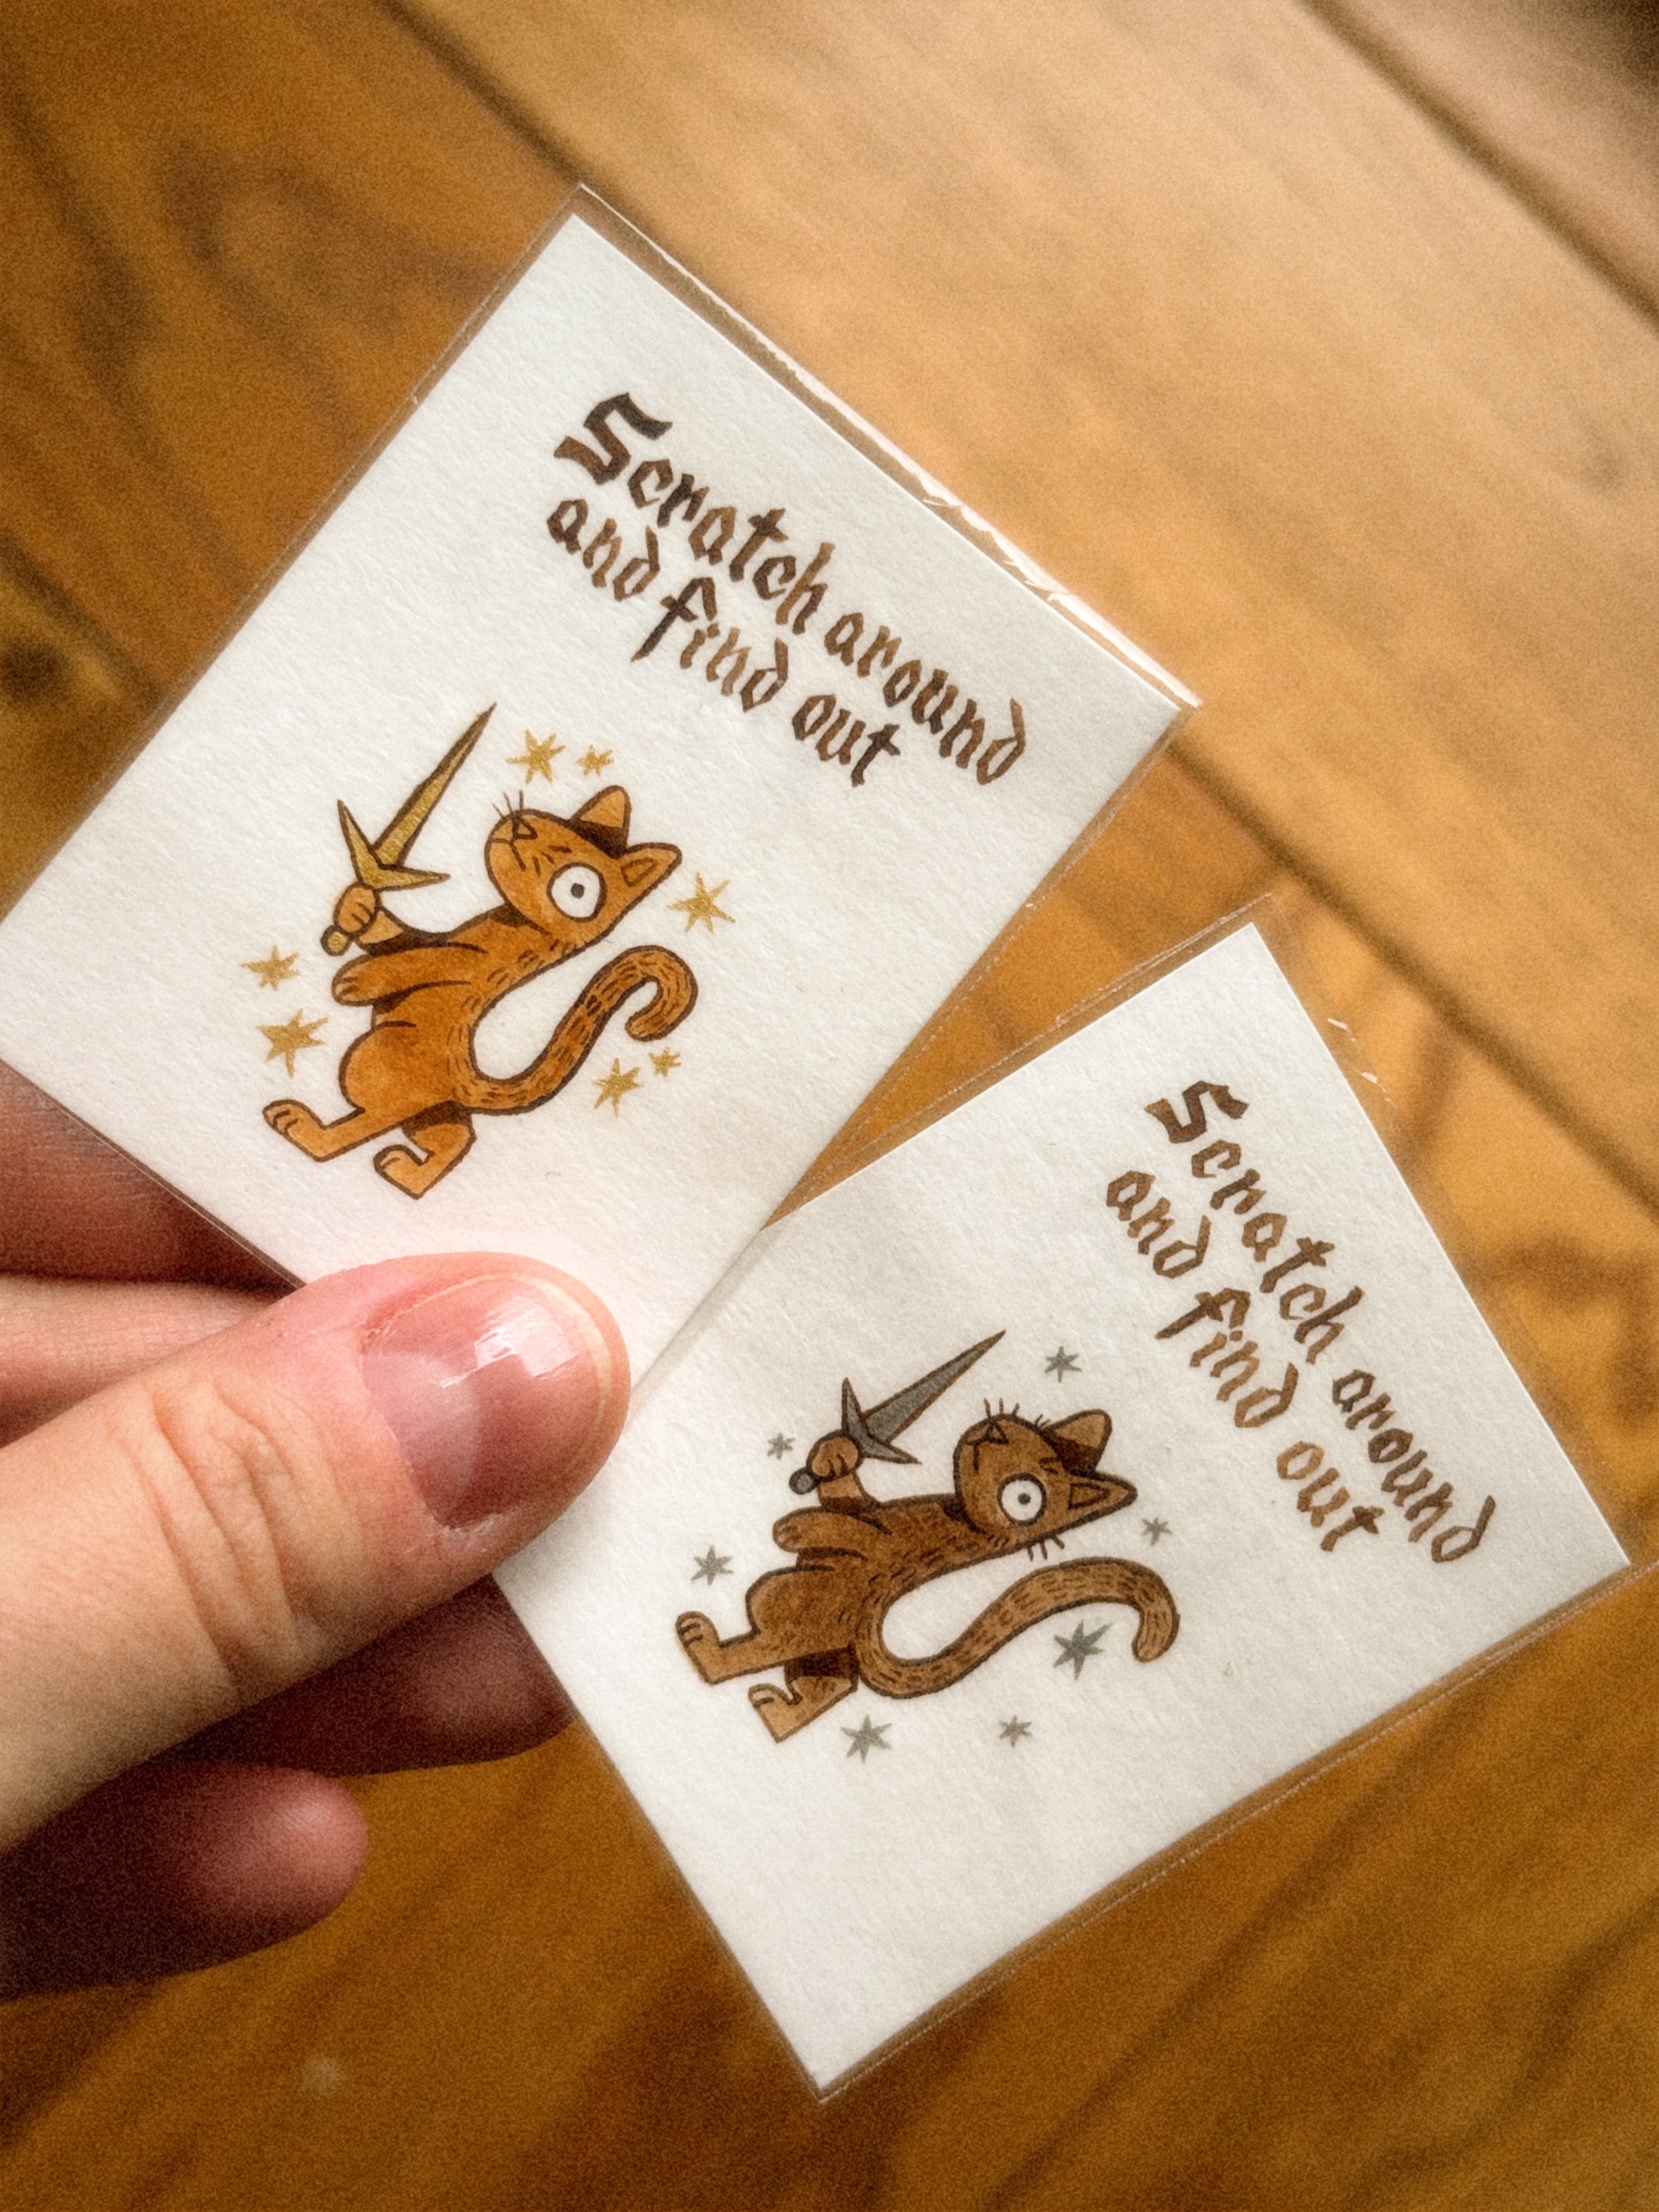 Scratch around
and find out
Scratch around
and find out